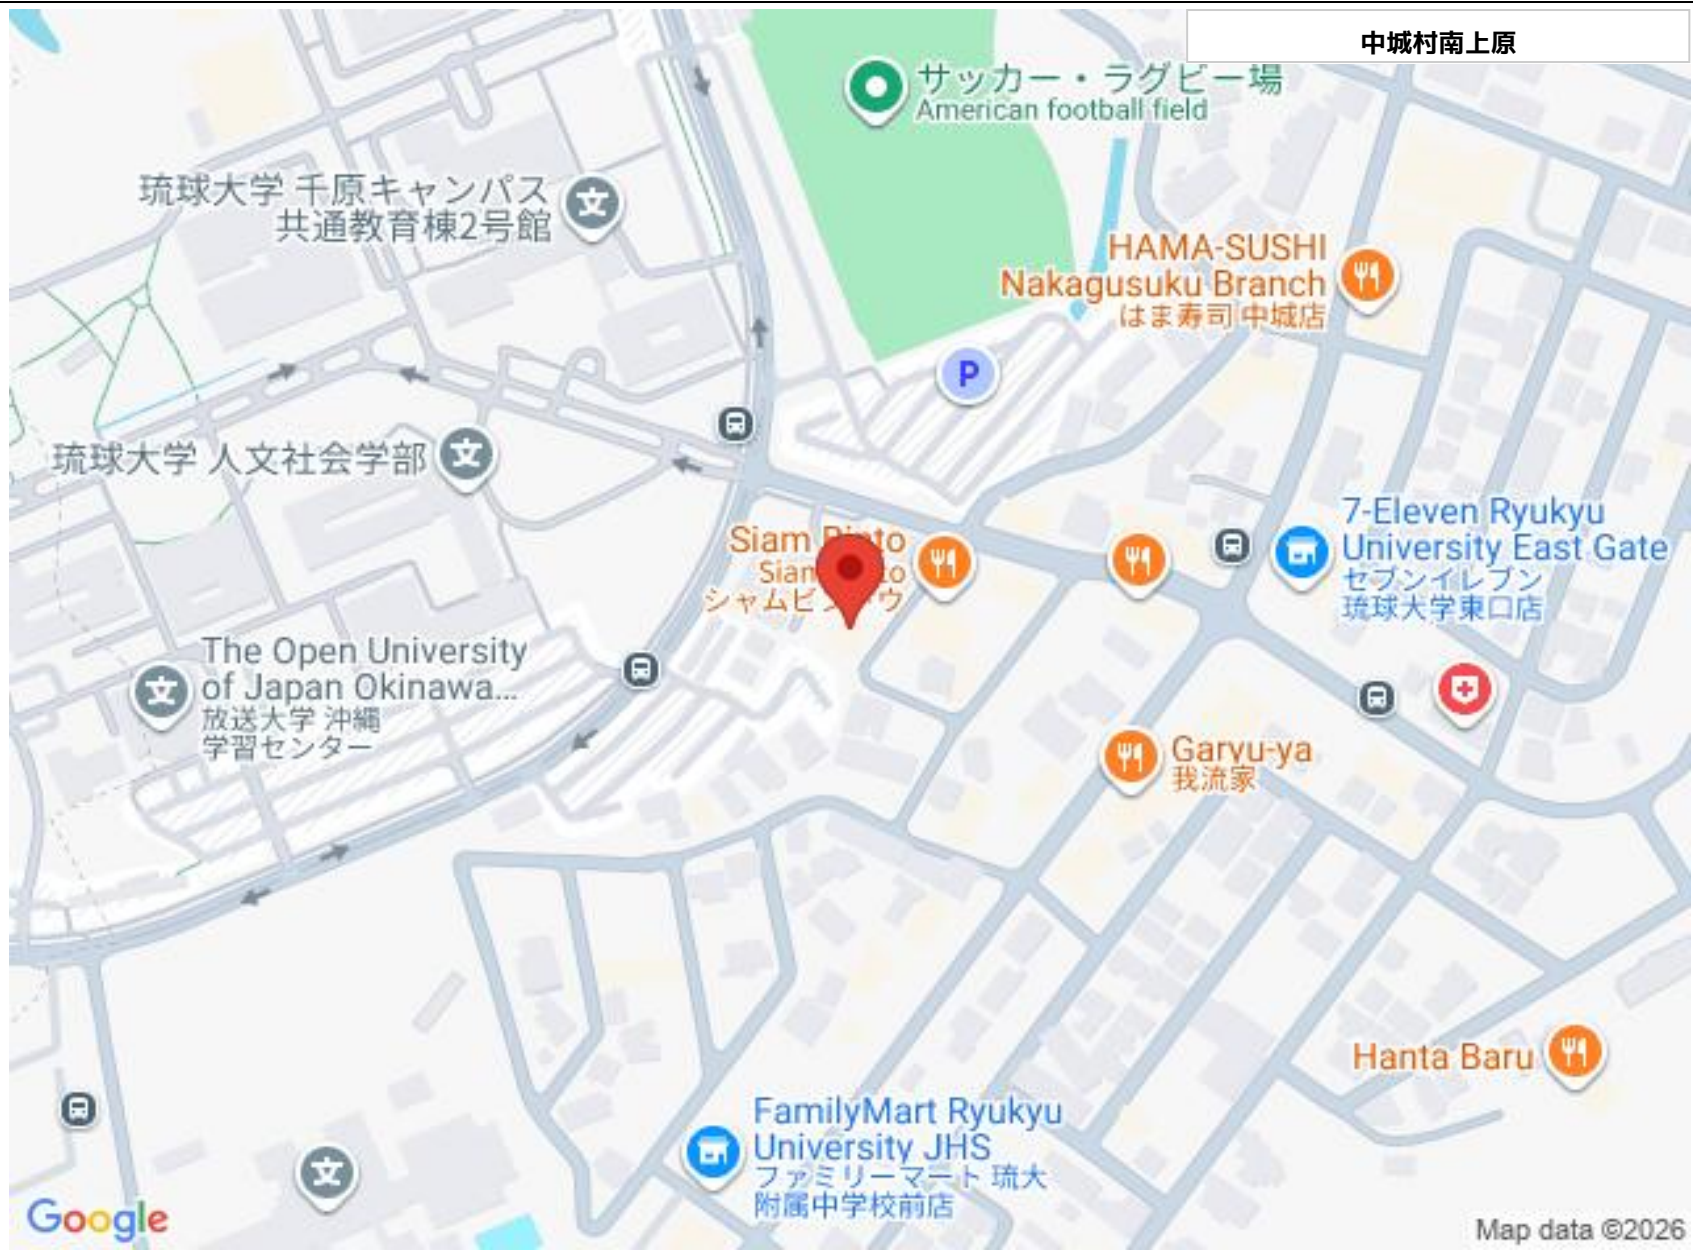 中城村南上原
サッカー・ラグビー場
American football field
琉球大学 千原キャンパス
共通教育棟2号館
HAMA-SUSHI
Nakagusuku Branch
はま寿司 中城店
P
琉球大学 人文社会学部
7-Eleven Ryukyu
University East Gate
セブンイレブン
琉球大学東口店
Siam
シャムビ
The Open University
of Japan Okinawa...
放送大学 沖縄
学習センター
Garyu-ya
我流家
Hanta Baru
FamilyMart Ryukyu
University JHS
ファミリーマート 琉大
附属中学校前店
Google
Map data ©2026